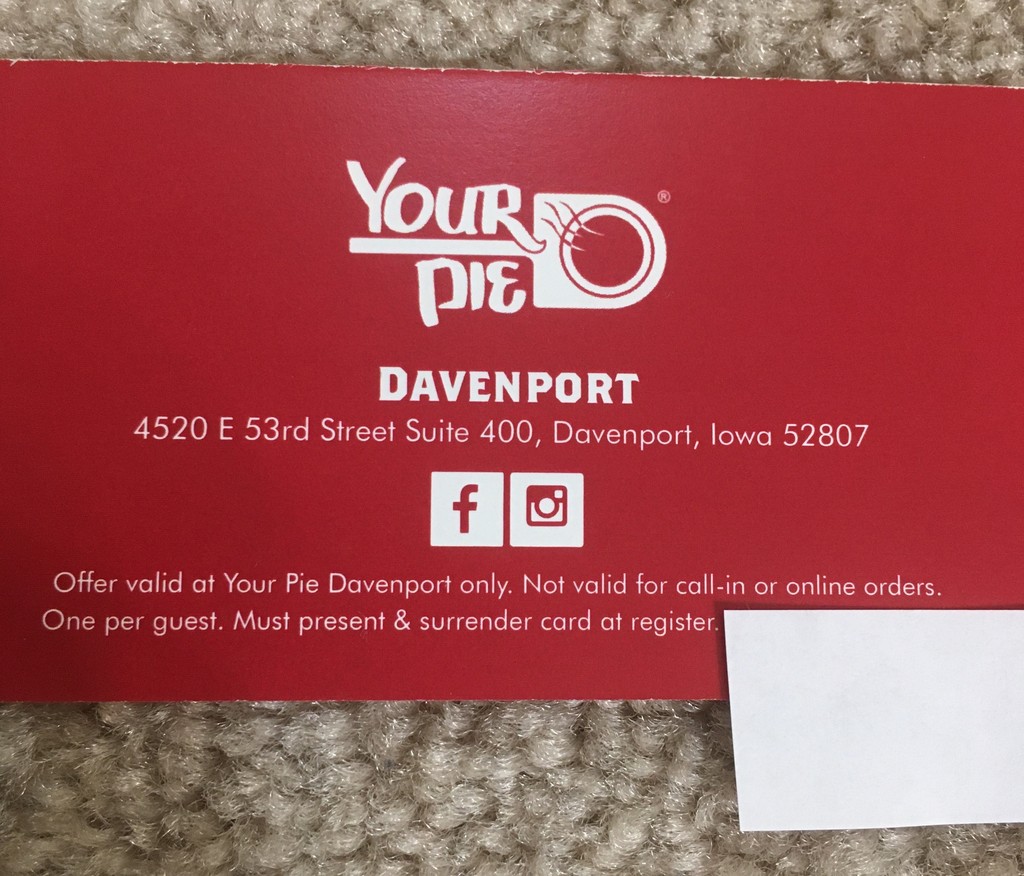 YOUR
PIE
®
DAVENPORT
4520 E 53rd Street Suite 400, Davenport, Iowa 52807
Offer valid at Your Pie Davenport only. Not valid for call-in or online orders.
One per guest. Must present & surrender card at register.